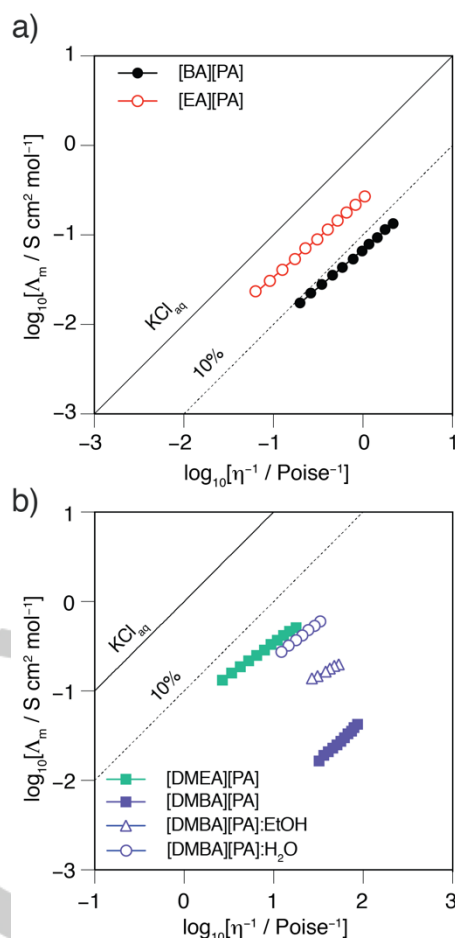 a)
1
[BA][PA]
[EA][PA]
0
−1
−2
−3
log₁₀[Λₘ / S cm² mol⁻¹]
KCl_aq
10%
−3 −2 −1 0 1
log₁₀[η⁻¹ / Poise⁻¹]
b)
1
0
−1
−2
−3
log₁₀[Λₘ / S cm² mol⁻¹]
KCl_aq
10%
[DMEA][PA]
[DMBA][PA]
[DMBA][PA]:EtOH
[DMBA][PA]:H₂O
−1 0 1 2 3
log₁₀[η⁻¹ / Poise⁻¹]